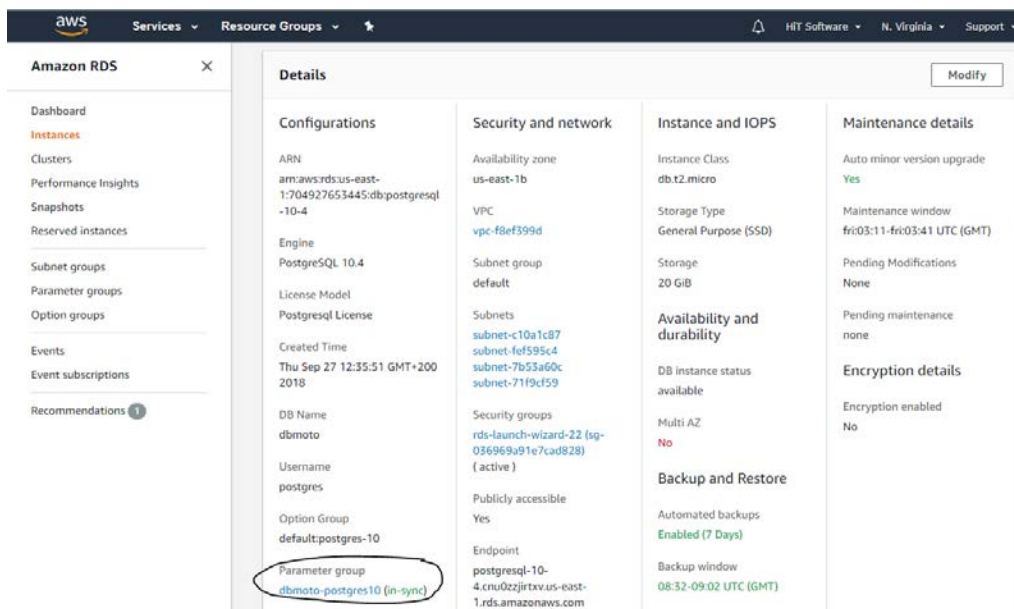 aws
Services
Resource Groups
HiT Software
N. Virginia
Support
Amazon RDS
Dashboard
Instances
Clusters
Performance Insights
Snapshots
Reserved instances
Subnet groups
Parameter groups
Option groups
Events
Event subscriptions
Recommendations 1
Details
Modify
Configurations
ARN
arn:aws:rds:us-east-
1:704927653445:db:postgresql
-10-4
Engine
PostgreSQL 10.4
License Model
Postgresql License
Created Time
Thu Sep 27 12:35:51 GMT+200
2018
DB Name
dbmoto
Username
postgres
Option Group
default:postgres-10
Parameter group
dbmoto-postgres10 (in-sync)
Security and network
Availability zone
us-east-1b
VPC
vpc-f8ef399d
Subnet group
default
Subnets
subnet-c10a1c87
subnet-fef595c4
subnet-7b53a60c
subnet-71f9cf59
Security groups
rds-launch-wizard-22 (sg-
036969a91e7cad828)
( active )
Publicly accessible
Yes
Endpoint
postgresql-10-
4.cnu0zzjirtxv.us-east-
1.rds.amazonaws.com
Instance and IOPS
Instance Class
db.t2.micro
Storage Type
General Purpose (SSD)
Storage
20 GiB
Availability and
durability
DB instance status
available
Multi AZ
No
Backup and Restore
Automated backups
Enabled (7 Days)
Backup window
08:32-09:02 UTC (GMT)
Maintenance details
Auto minor version upgrade
Yes
Maintenance window
fri:03:11-fri:03:41 UTC (GMT)
Pending Modifications
None
Pending maintenance
none
Encryption details
Encryption enabled
No